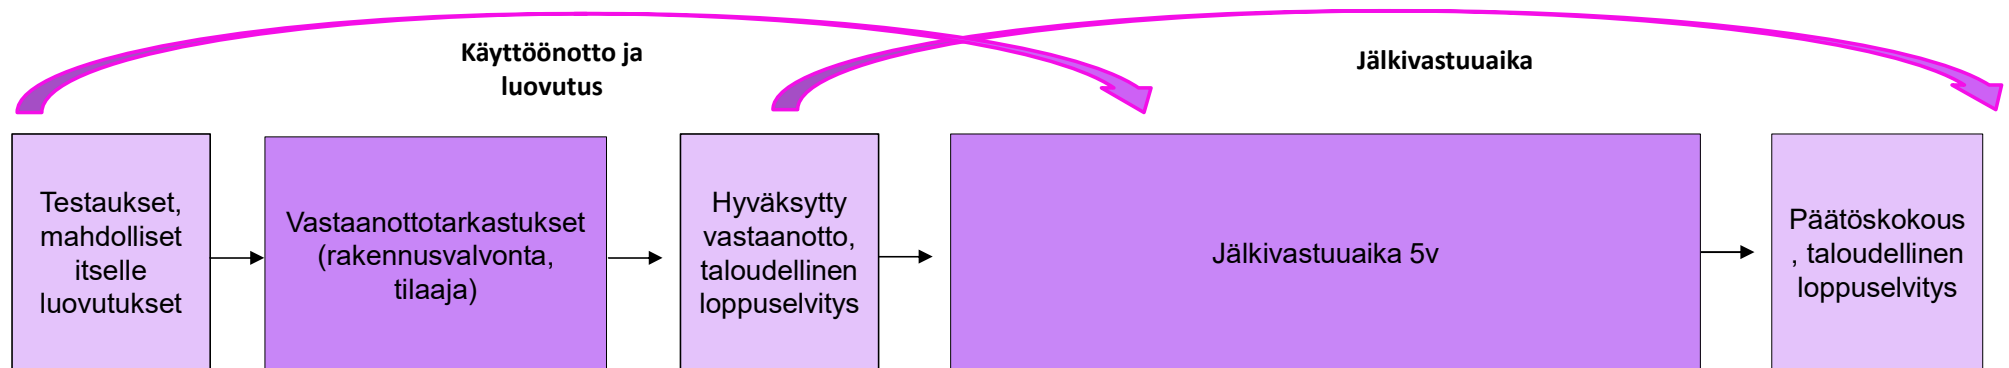 Käyttöönotto ja
luovutus
Jälkivastuuaika
Testaukset,
mahdolliset
itselle
luovutukset
Vastaanottotarkastukset
(rakennusvalvonta,
tilaaja)
Hyväksytty
vastaanotto,
taloudellinen
loppuselvitys
Jälkivastuuaika 5v
Päätöskokous
, taloudellinen
loppuselvitys